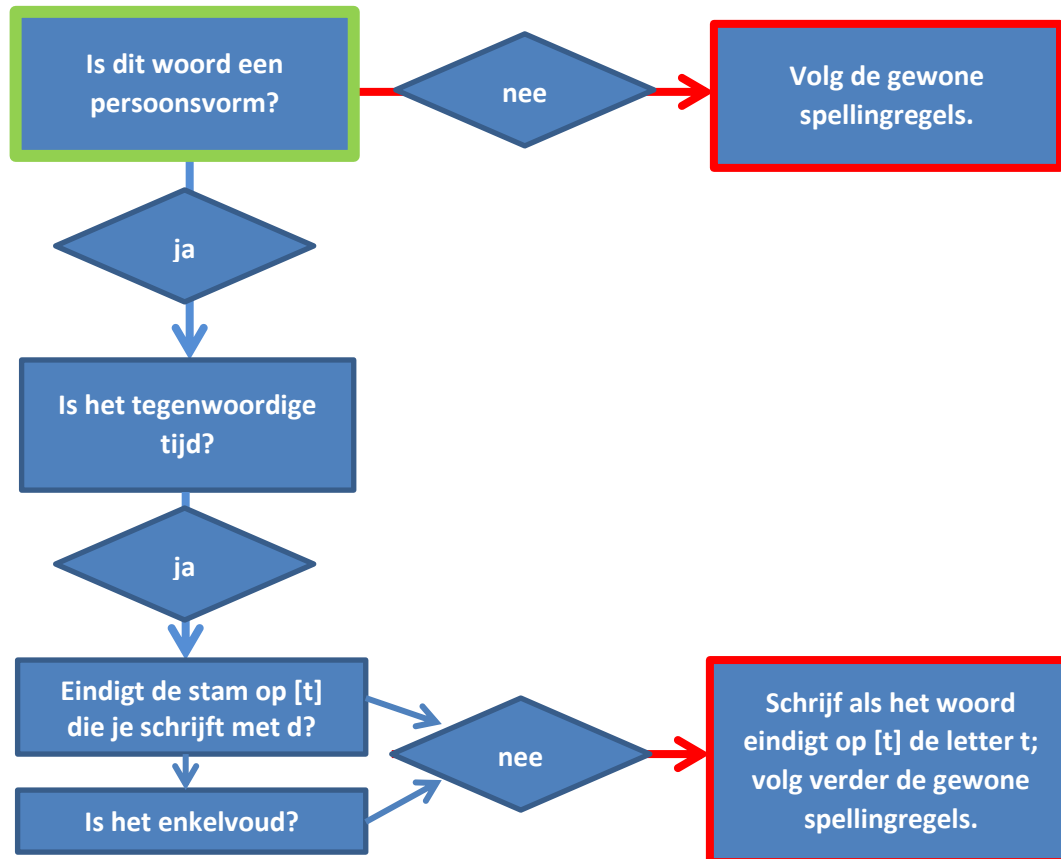 Is dit woord een
persoonsvorm?
nee
Volg de gewone
spellingregels.
ja
Is het tegenwoordige
tijd?
ja
Eindigt de stam op [t]
die je schrijft met d?
Is het enkelvoud?
nee
Schrijf als het woord
eindigt op [t] de letter t;
volg verder de gewone
spellingregels.